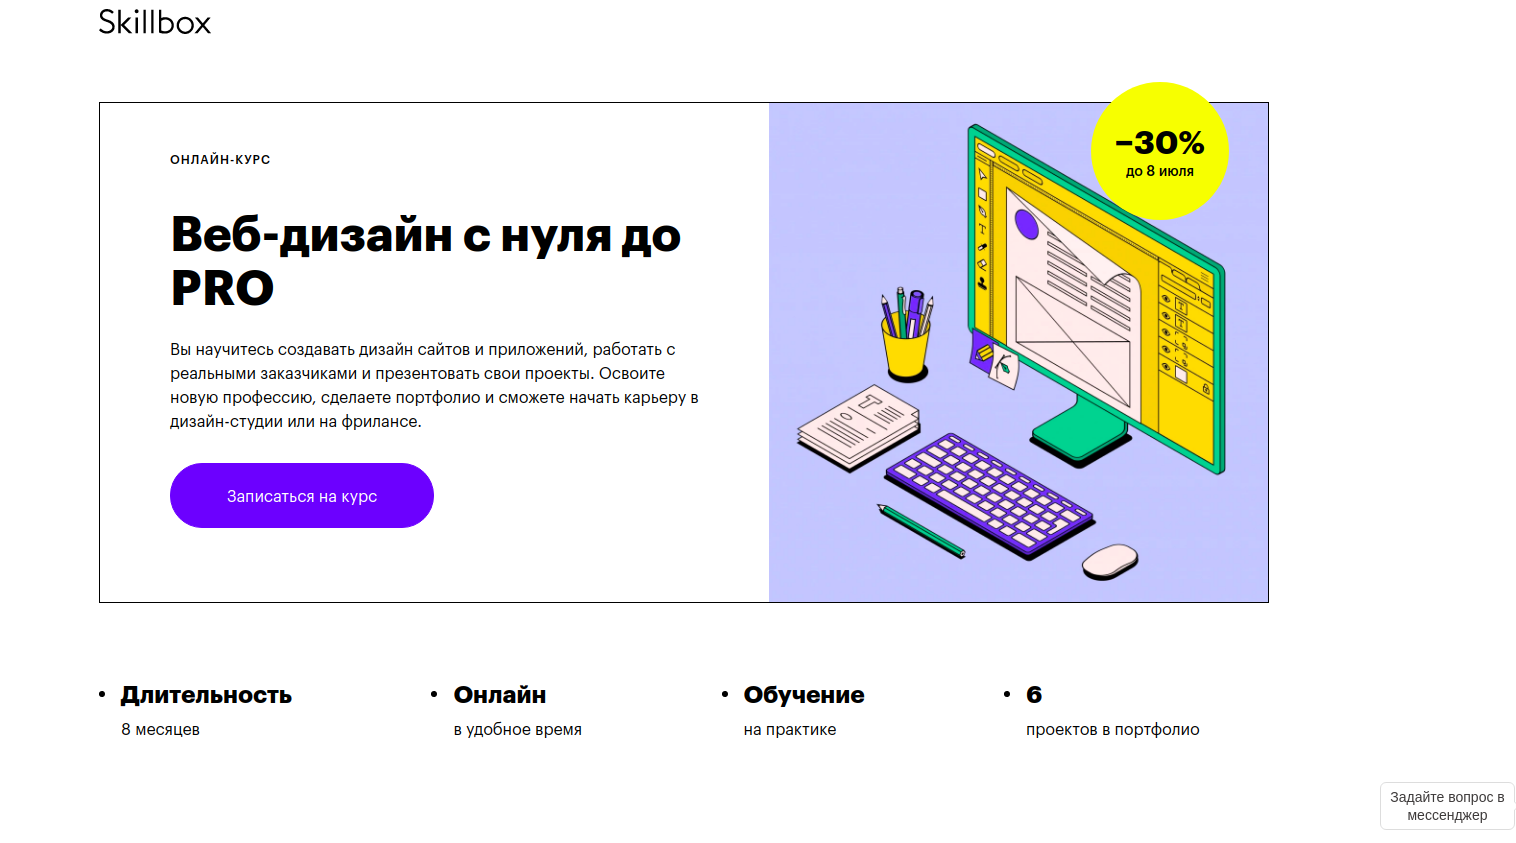 Skillbox
−30%
до 8 июля
ОНЛАЙН-КУРС
Веб-дизайн с нуля до
PRO
Вы научитесь создавать дизайн сайтов и приложений, работать с
реальными заказчиками и презентовать свои проекты. Освоите
новую профессию, сделаете портфолио и сможете начать карьеру в
дизайн-студии или на фрилансе.
Записаться на курс
Длительность
8 месяцев
Онлайн
в удобное время
Обучение
на практике
6
проектов в портфолио
Задайте вопрос в
мессенджер